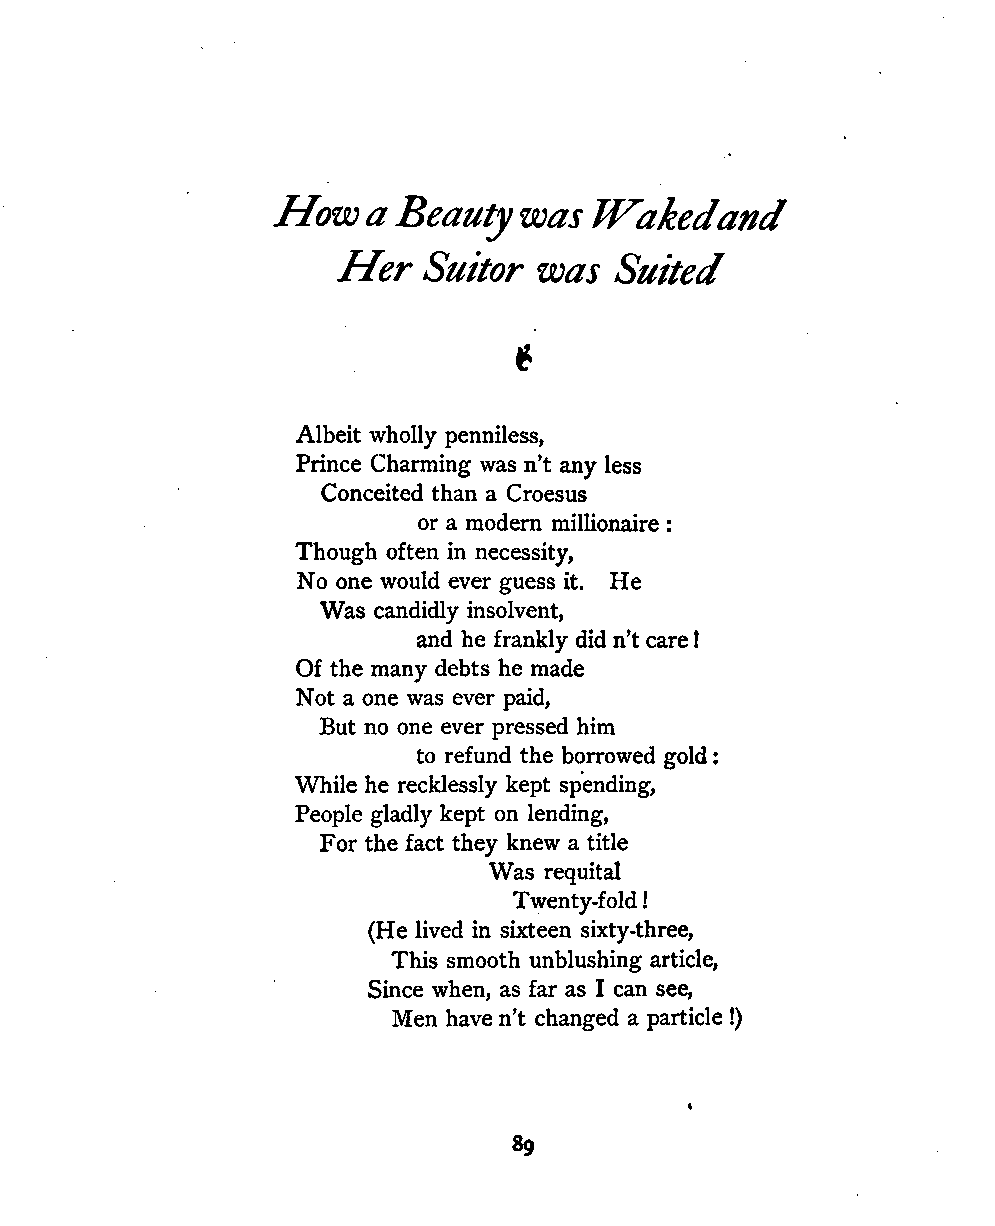 How a Beauty was Waked and
Her Suitor was Suited
Albeit wholly penniless,
Prince Charming was n't any less
Conceited than a Croesus
or a modern millionaire :
Though often in necessity,
No one would ever guess it. He
Was candidly insolvent,
and he frankly did n't care !
Of the many debts he made
Not a one was ever paid,
But no one ever pressed him
to refund the borrowed gold :
While he recklessly kept spending,
People gladly kept on lending,
For the fact they knew a title
Was requital
Twenty-fold !
(He lived in sixteen sixty-three,
This smooth unblushing article,
Since when, as far as I can see,
Men have n't changed a particle !)
89